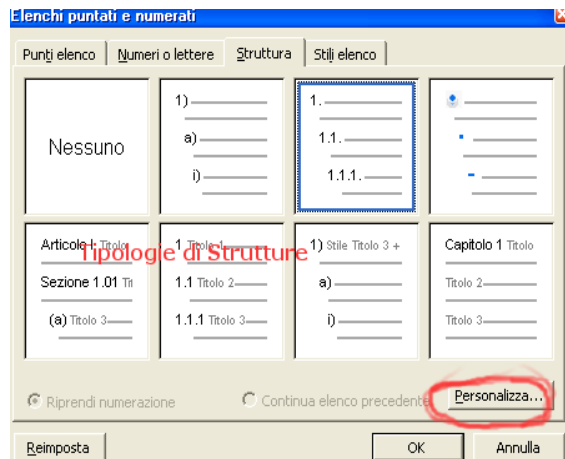 Elenchi puntati e numerati
Punti elenco Numeri o lettere Struttura Stili elenco
Nessuno
1)
a)
i)
1.
1.1.
1.1.1.
Articolo I. Titolo
Sezione 1.01 Tit
(a) Titolo 3
1 Titolo 1
1.1 Titolo 2
1.1.1 Titolo 3
1) Stile Titolo 3 +
a)
i)
Capitolo 1 Titolo
Titolo 2
Titolo 3
Tipologie di Strutture
Riprendi numerazione Continua elenco precedente Personalizza...
Reimposta OK Annulla